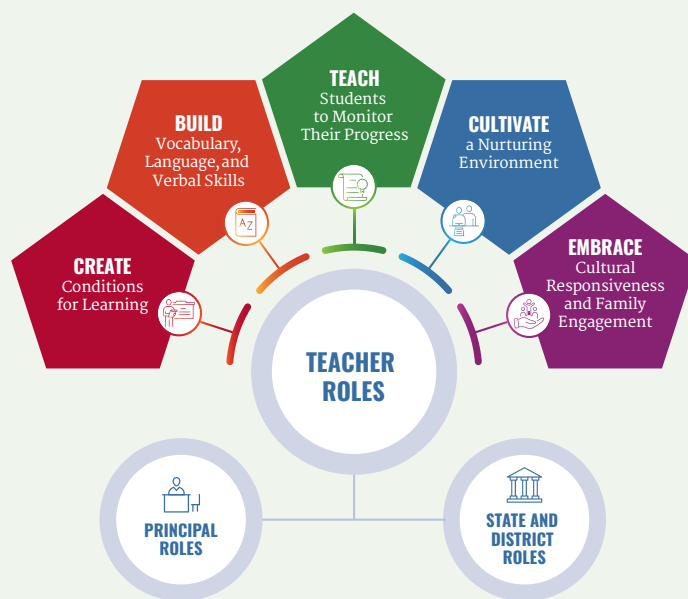 CREATE
Conditions
for Learning
BUILD
Vocabulary,
Language, and
Verbal Skills
AZ
TEACH
Students
to Monitor
Their Progress
CULTIVATE
a Nurturing
Environment
EMBRACE
Cultural
Responsiveness
and Family
Engagement
TEACHER
ROLES
PRINCIPAL
ROLES
STATE AND
DISTRICT
ROLES